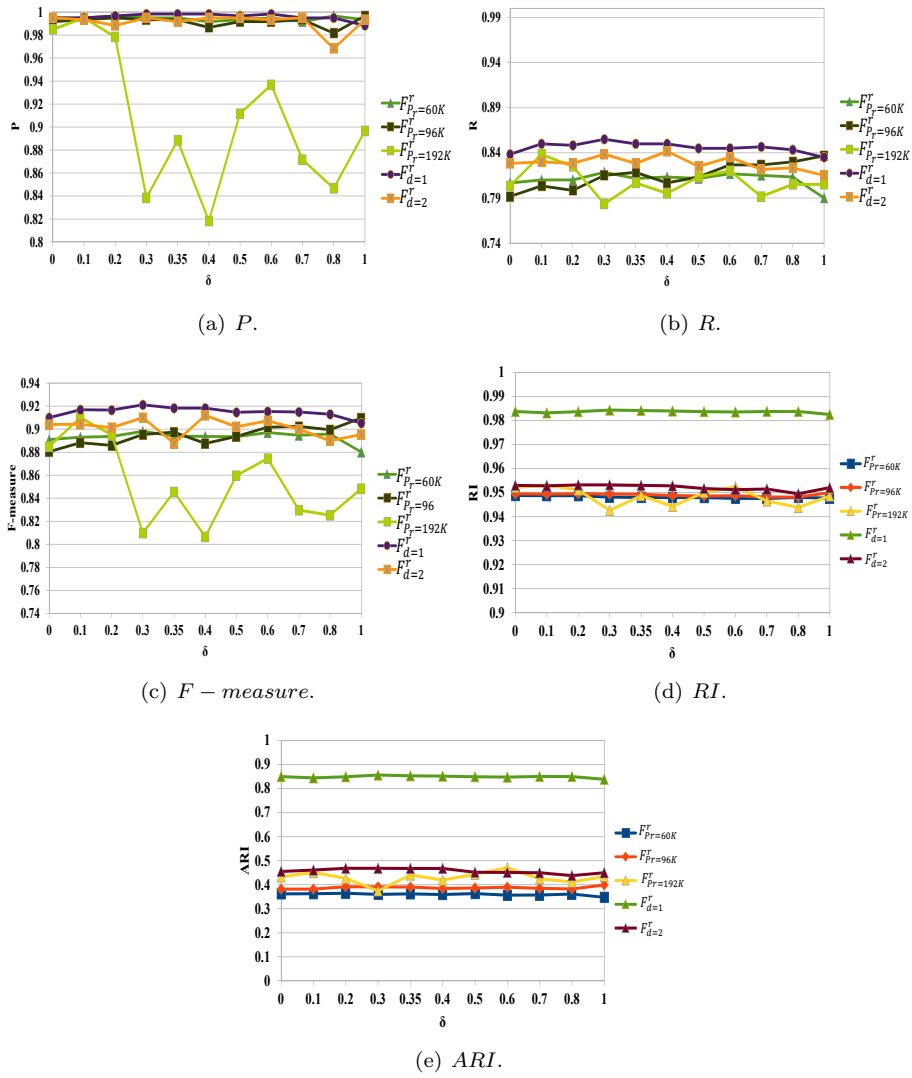 1
0.98
0.96
0.94
0.92
0.9
0.88
0.86
0.84
0.82
0.8
P
0 0.1 0.2 0.3 0.35 0.4 0.5 0.6 0.7 0.8 1
δ
F^r_{P_r=60K}
F^r_{P_r=96K}
F^r_{P_r=192K}
F^r_{d=1}
F^r_{d=2}
(a) P.
0.99
0.94
0.89
0.84
0.79
0.74
R
0 0.1 0.2 0.3 0.35 0.4 0.5 0.6 0.7 0.8 1
δ
F^r_{P_r=60K}
F^r_{P_r=96K}
F^r_{P_r=192K}
F^r_{d=1}
F^r_{d=2}
(b) R.
0.94
0.92
0.9
0.88
0.86
0.84
0.82
0.8
0.78
0.76
0.74
F-measure
0 0.1 0.2 0.3 0.35 0.4 0.5 0.6 0.7 0.8 1
δ
F^r_{P_r=60K}
F^r_{P_r=96}
F^r_{P_r=192K}
F^r_{d=1}
F^r_{d=2}
(c) F − measure.
1
0.99
0.98
0.97
0.96
0.95
0.94
0.93
0.92
0.91
0.9
RI
0 0.1 0.2 0.3 0.35 0.4 0.5 0.6 0.7 0.8 1
δ
F^r_{Pr=60K}
F^r_{Pr=96K}
F^r_{Pr=192K}
F^r_{d=1}
F^r_{d=2}
(d) RI.
1
0.9
0.8
0.7
0.6
0.5
0.4
0.3
0.2
0.1
0
ARI
0 0.1 0.2 0.3 0.35 0.4 0.5 0.6 0.7 0.8 1
δ
F^r_{Pr=60K}
F^r_{Pr=96K}
F^r_{Pr=192K}
F^r_{d=1}
F^r_{d=2}
(e) ARI.